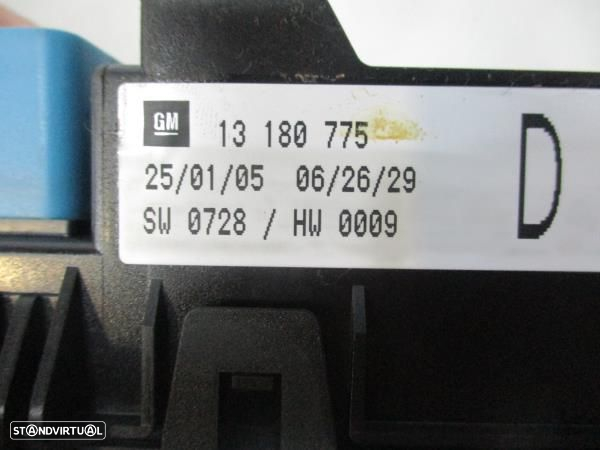 GM 13 180 775
25/01/05 06/26/29
SW 0728 / HW 0009
D
STANDVIRTUAL